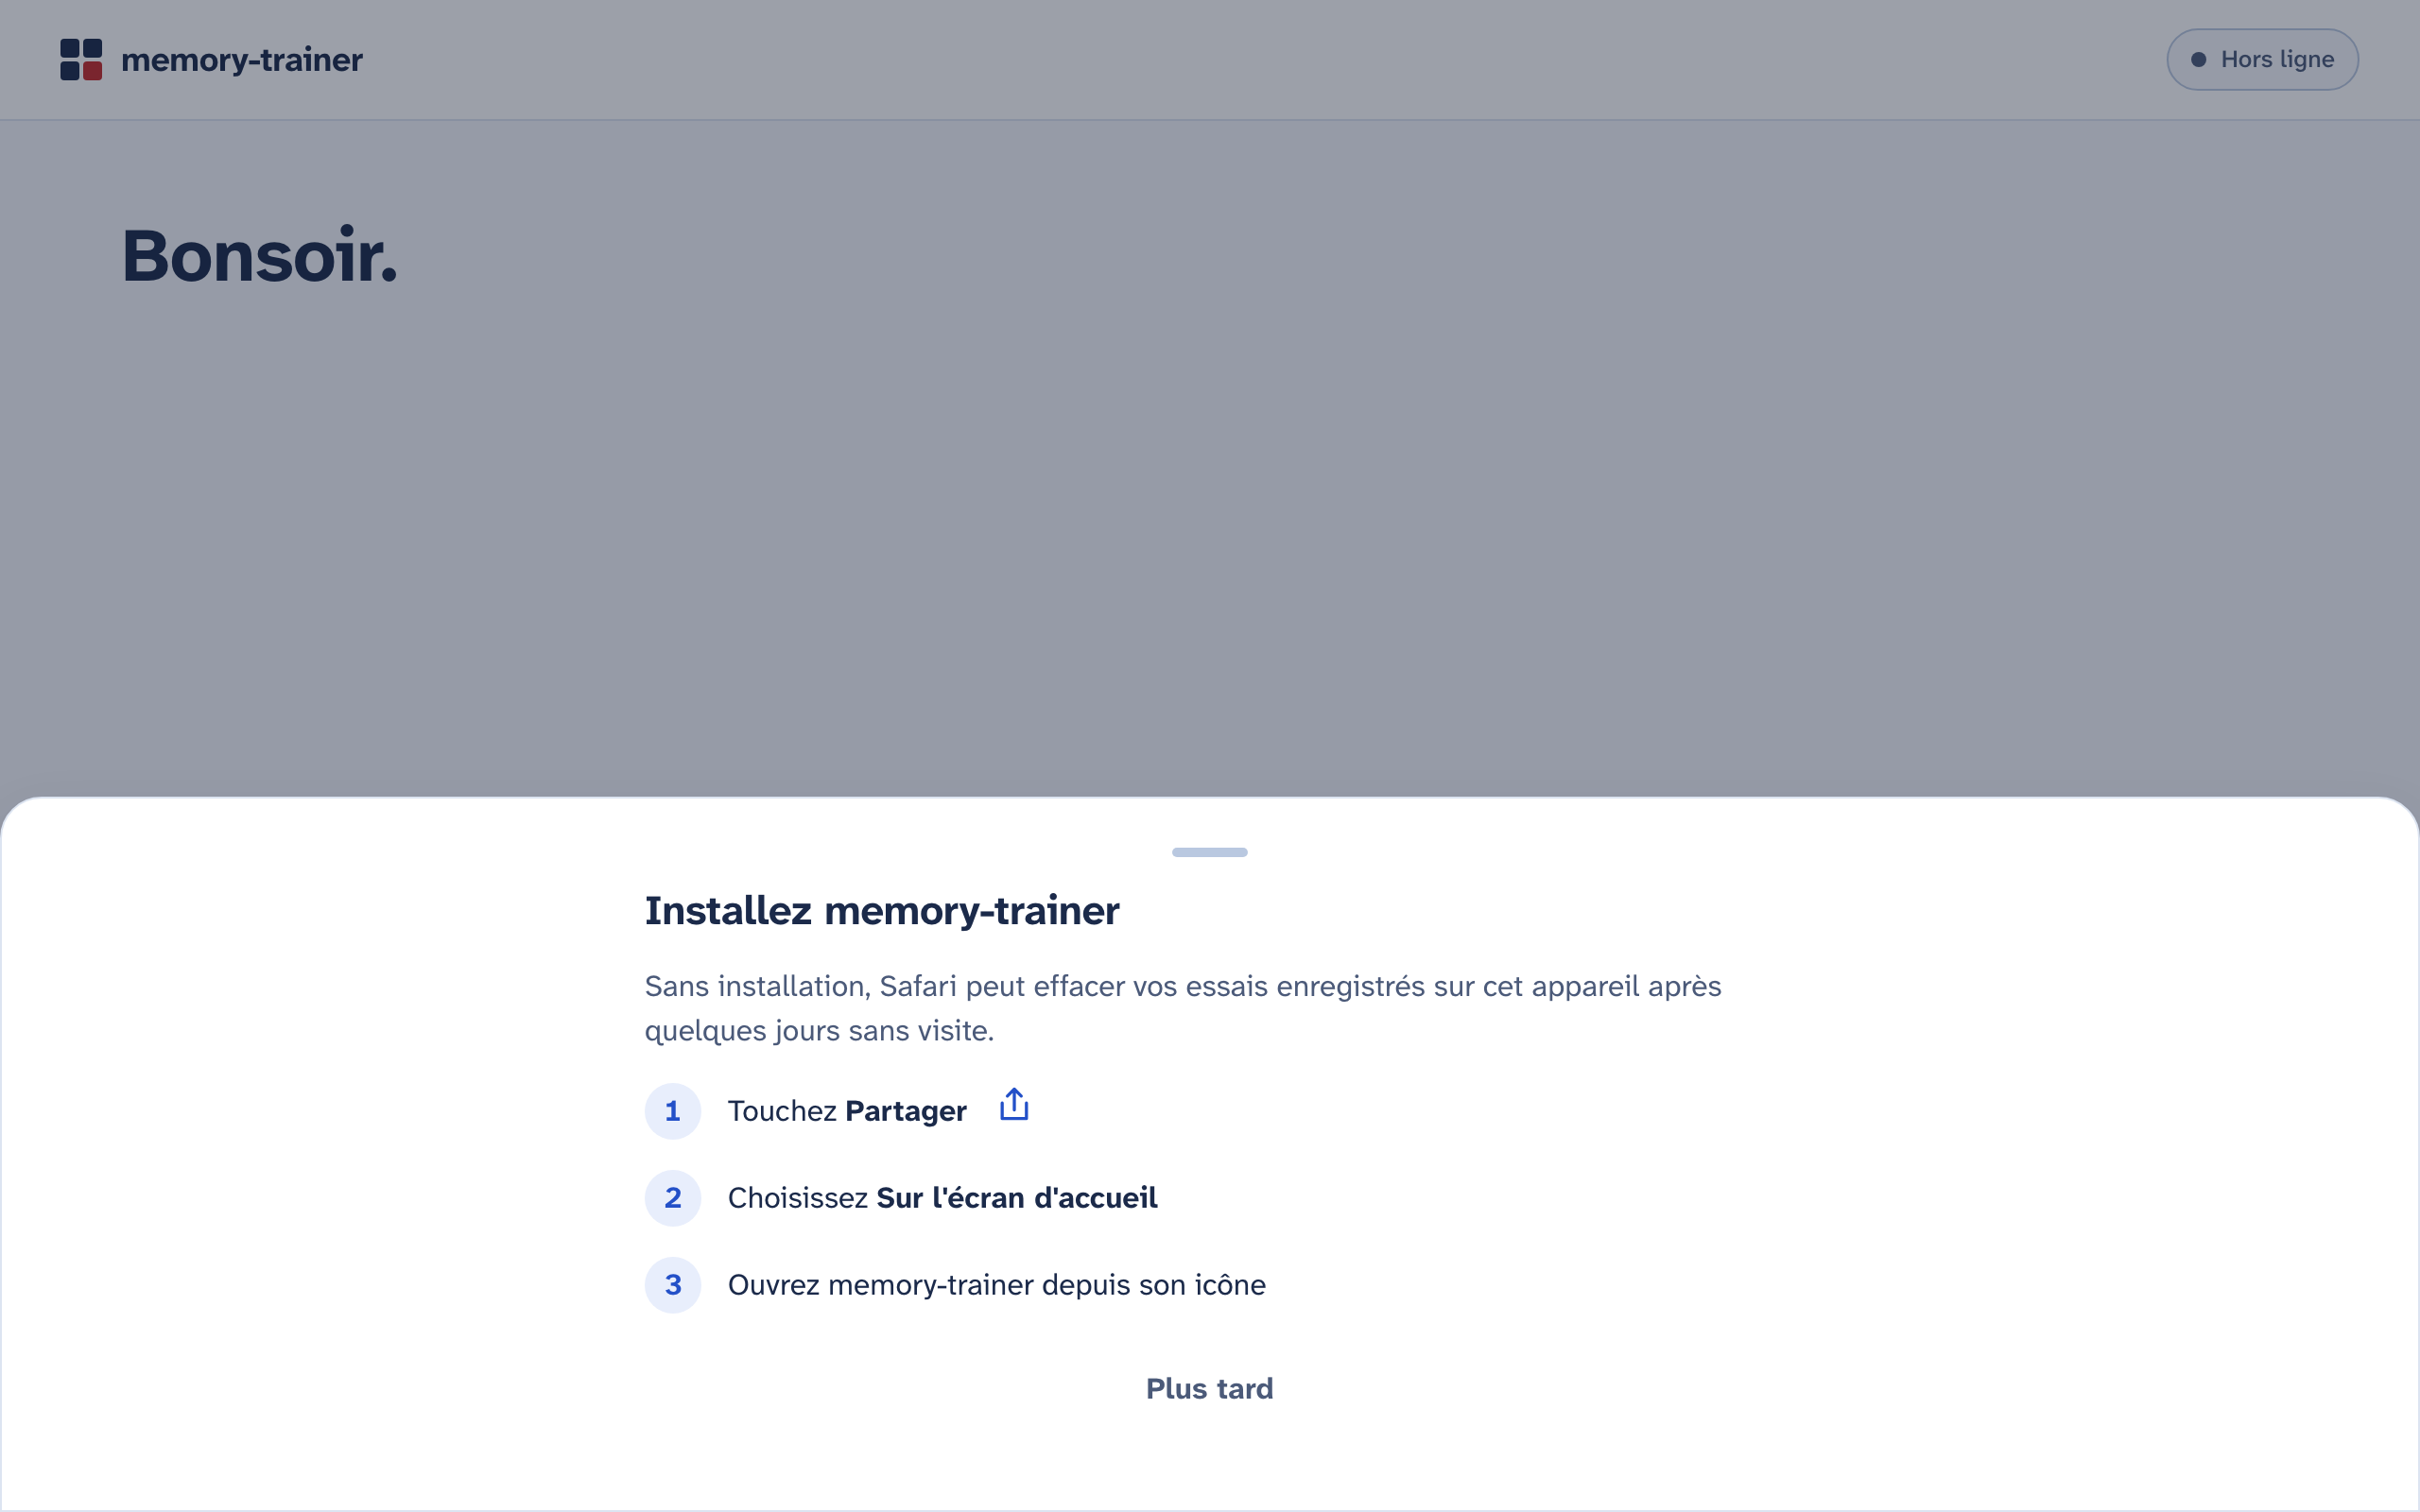 memory-trainer
Hors ligne
Bonsoir.
Installez memory-trainer
Sans installation, Safari peut effacer vos essais enregistrés sur cet appareil après
quelques jours sans visite.
1 Touchez Partager
2 Choisissez Sur l'écran d'accueil
3 Ouvrez memory-trainer depuis son icône
Plus tard